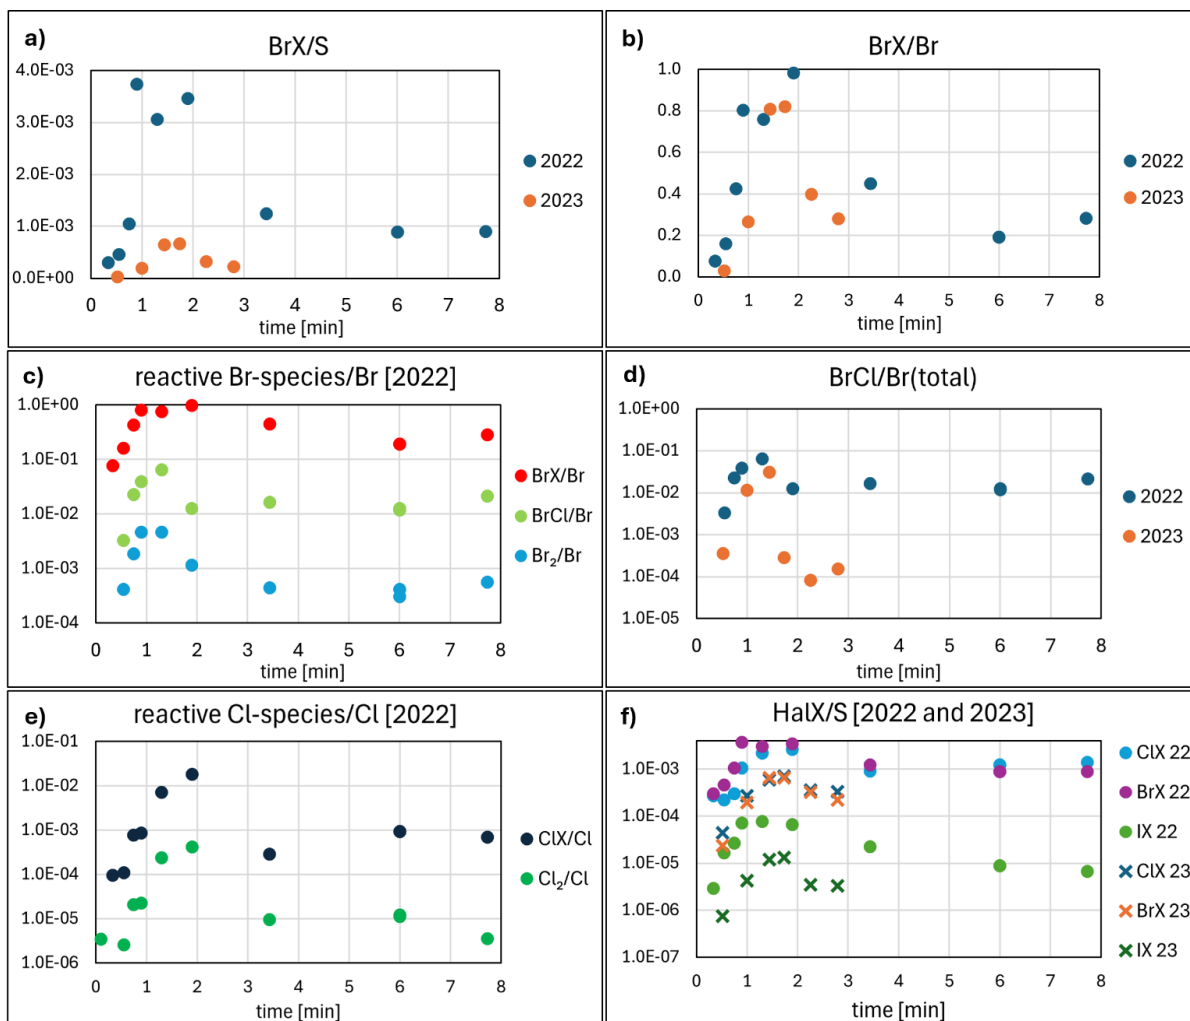 a)
BrX/S
4.0E-03
3.0E-03
2.0E-03
1.0E-03
0.0E+00
0 1 2 3 4 5 6 7 8
time [min]
2022
2023
b)
BrX/Br
1.0
0.8
0.6
0.4
0.2
0.0
0 1 2 3 4 5 6 7 8
time [min]
2022
2023
c)
reactive Br-species/Br [2022]
1.0E+00
1.0E-01
1.0E-02
1.0E-03
1.0E-04
0 1 2 3 4 5 6 7 8
time [min]
BrX/Br
BrCl/Br
Br₂/Br
d)
BrCl/Br(total)
1.0E+00
1.0E-01
1.0E-02
1.0E-03
1.0E-04
1.0E-05
0 1 2 3 4 5 6 7 8
time [min]
2022
2023
e)
reactive Cl-species/Cl [2022]
1.0E-01
1.0E-02
1.0E-03
1.0E-04
1.0E-05
1.0E-06
0 1 2 3 4 5 6 7 8
time [min]
ClX/Cl
Cl₂/Cl
f)
HalX/S [2022 and 2023]
1.0E-03
1.0E-04
1.0E-05
1.0E-06
1.0E-07
0 1 2 3 4 5 6 7 8
time [min]
ClX 22
BrX 22
IX 22
ClX 23
BrX 23
IX 23